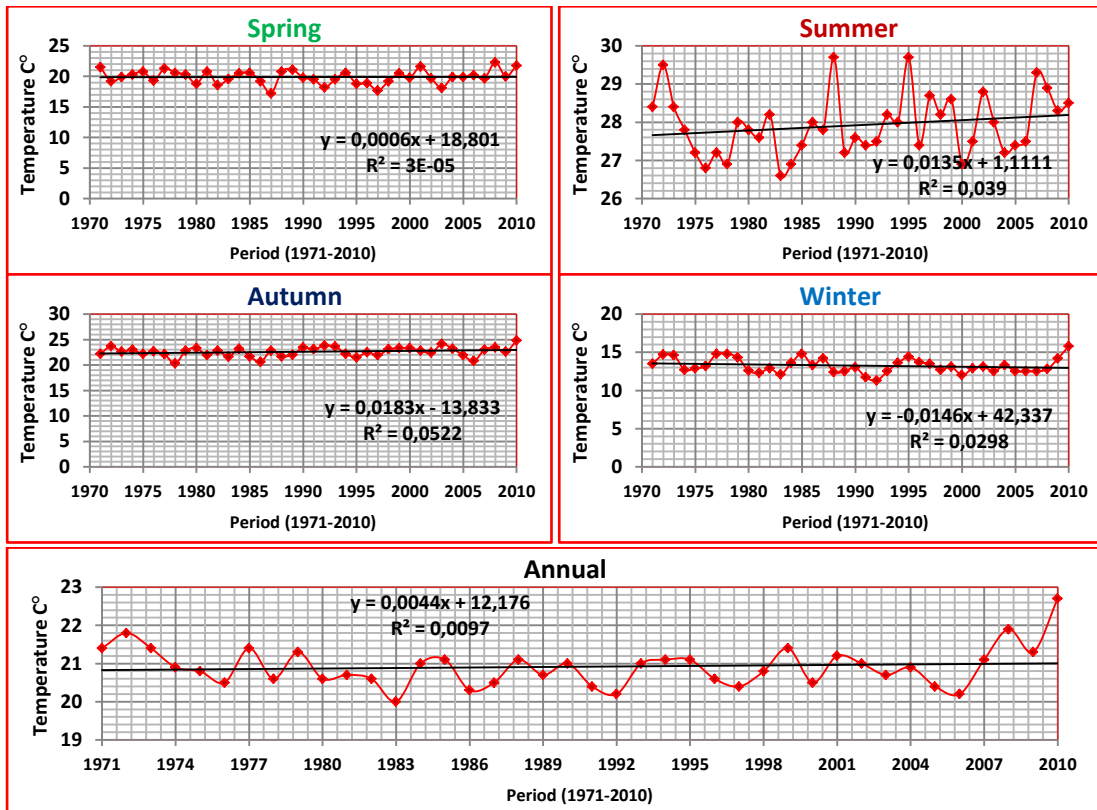 Spring
Temperature C°
25
20
15
10
5
0
y = 0,0006x + 18,801
R² = 3E-05
1970 1975 1980 1985 1990 1995 2000 2005 2010
Period (1971-2010)
Summer
Temperature C°
30
29
28
27
26
y = 0,0135x + 1,1111
R² = 0,039
1970 1975 1980 1985 1990 1995 2000 2005 2010
Period (1971-2010)
Autumn
Temperature C°
30
25
20
15
10
5
0
y = 0,0183x - 13,833
R² = 0,0522
1970 1975 1980 1985 1990 1995 2000 2005 2010
Period (1971-2010)
Winter
Temperature C°
20
15
10
5
0
y = -0,0146x + 42,337
R² = 0,0298
1970 1975 1980 1985 1990 1995 2000 2005 2010
Period (1971-2010)
Annual
Temperature C°
23
22
21
20
19
y = 0,0044x + 12,176
R² = 0,0097
1971 1974 1977 1980 1983 1986 1989 1992 1995 1998 2001 2004 2007 2010
Period (1971-2010)